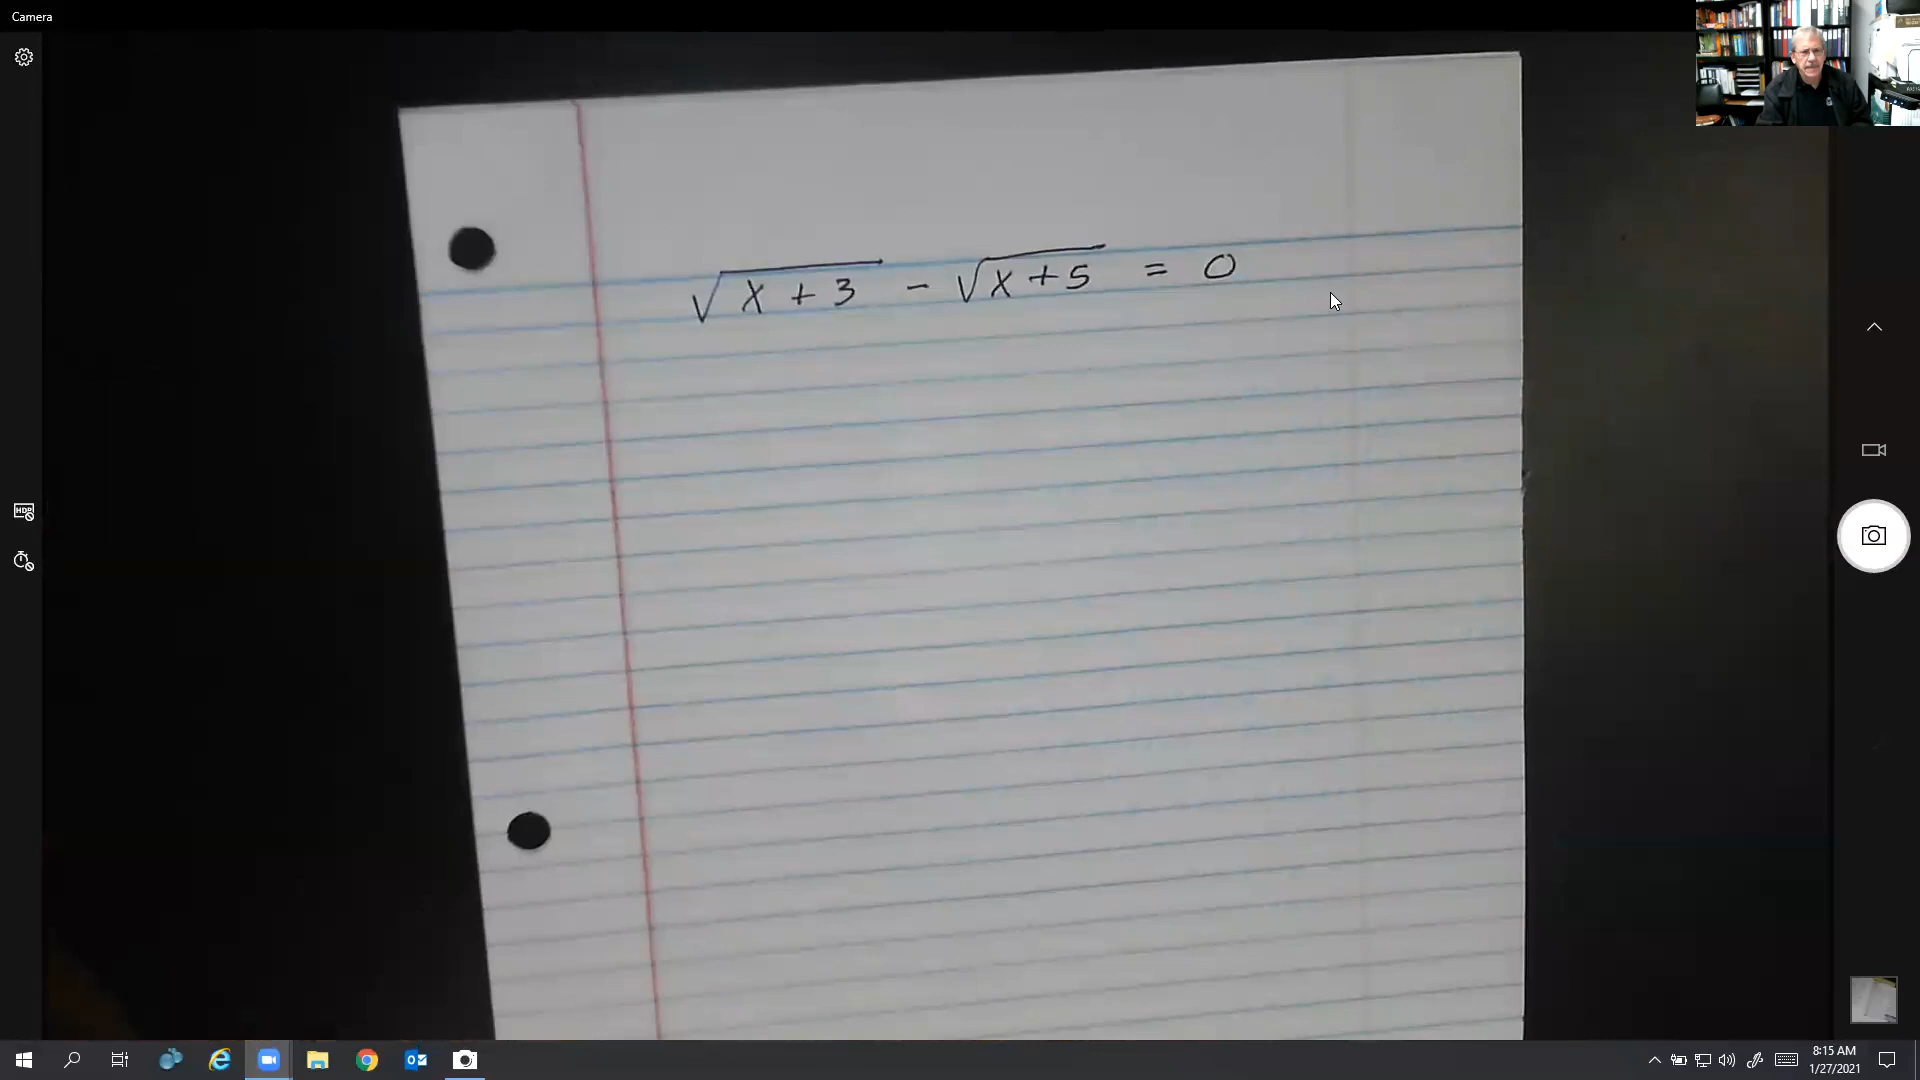 Camera
√x + 3 - √x + 5 = 0
8:15 AM
1/27/2021